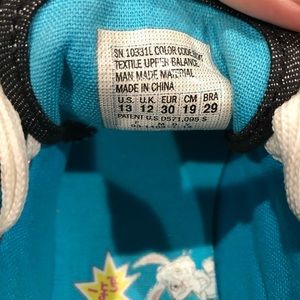 SN 10331L COLOR CODE
TEXTILE UPPER BALANCE
MAN MADE MATERIAL
MADE IN CHINA
U.S. U.K. EUR CM BRA
13 12 30 19 29
PATENT U.S D571,095 S